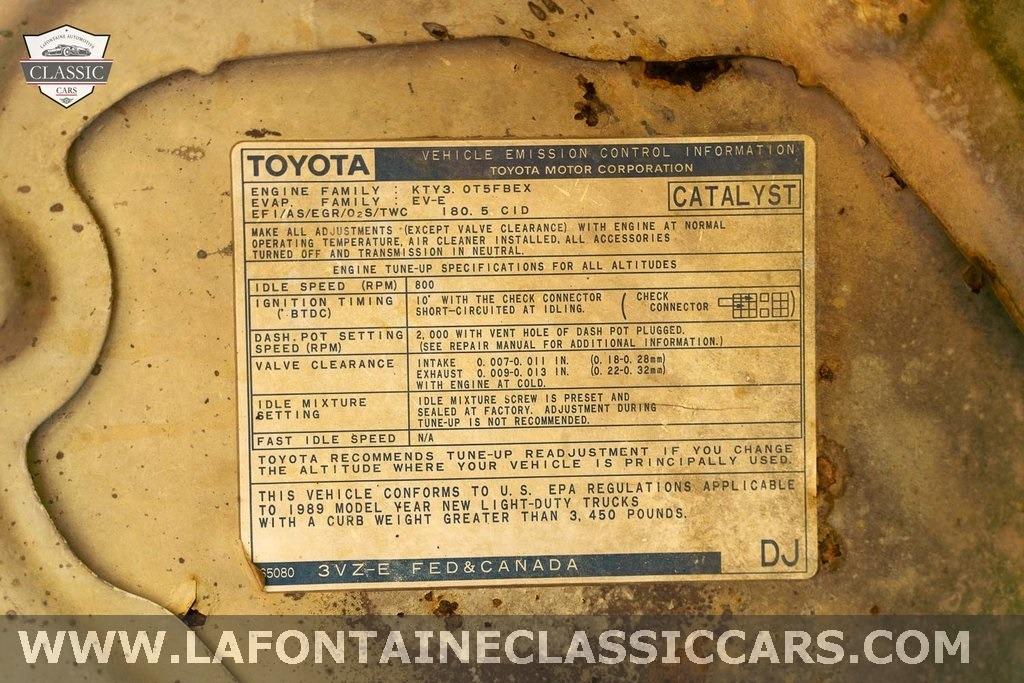 LAFONTAINE AUTOMOTIVE
CLASSIC
CARS
TOYOTA
VEHICLE EMISSION CONTROL INFORMATION
TOYOTA MOTOR CORPORATION
ENGINE FAMILY : KTY3.0T5FBEX
EVAP. FAMILY : EV-E
EFI/AS/EGR/O2S/TWC 180.5 CID
CATALYST
MAKE ALL ADJUSTMENTS (EXCEPT VALVE CLEARANCE) WITH ENGINE AT NORMAL
OPERATING TEMPERATURE, AIR CLEANER INSTALLED, ALL ACCESSORIES
TURNED OFF AND TRANSMISSION IN NEUTRAL.
ENGINE TUNE-UP SPECIFICATIONS FOR ALL ALTITUDES
IDLE SPEED (RPM) 800
IGNITION TIMING
(° BTDC)
10° WITH THE CHECK CONNECTOR
SHORT-CIRCUITED AT IDLING.
( CHECK
CONNECTOR )
DASH. POT SETTING
SPEED (RPM)
2,000 WITH VENT HOLE OF DASH POT PLUGGED.
(SEE REPAIR MANUAL FOR ADDITIONAL INFORMATION.)
VALVE CLEARANCE
INTAKE 0.007-0.011 IN. (0.18-0.28mm)
EXHAUST 0.009-0.013 IN. (0.22-0.32mm)
WITH ENGINE AT COLD.
IDLE MIXTURE
SETTING
IDLE MIXTURE SCREW IS PRESET AND
SEALED AT FACTORY. ADJUSTMENT DURING
TUNE-UP IS NOT RECOMMENDED.
FAST IDLE SPEED N/A
TOYOTA RECOMMENDS TUNE-UP READJUSTMENT IF YOU CHANGE
THE ALTITUDE WHERE YOUR VEHICLE IS PRINCIPALLY USED.
THIS VEHICLE CONFORMS TO U.S. EPA REGULATIONS APPLICABLE
TO 1989 MODEL YEAR NEW LIGHT-DUTY TRUCKS
WITH A CURB WEIGHT GREATER THAN 3,450 POUNDS.
DJ
65080 3VZ-E FED&CANADA
WWW.LAFONTAINECLASSICCARS.COM